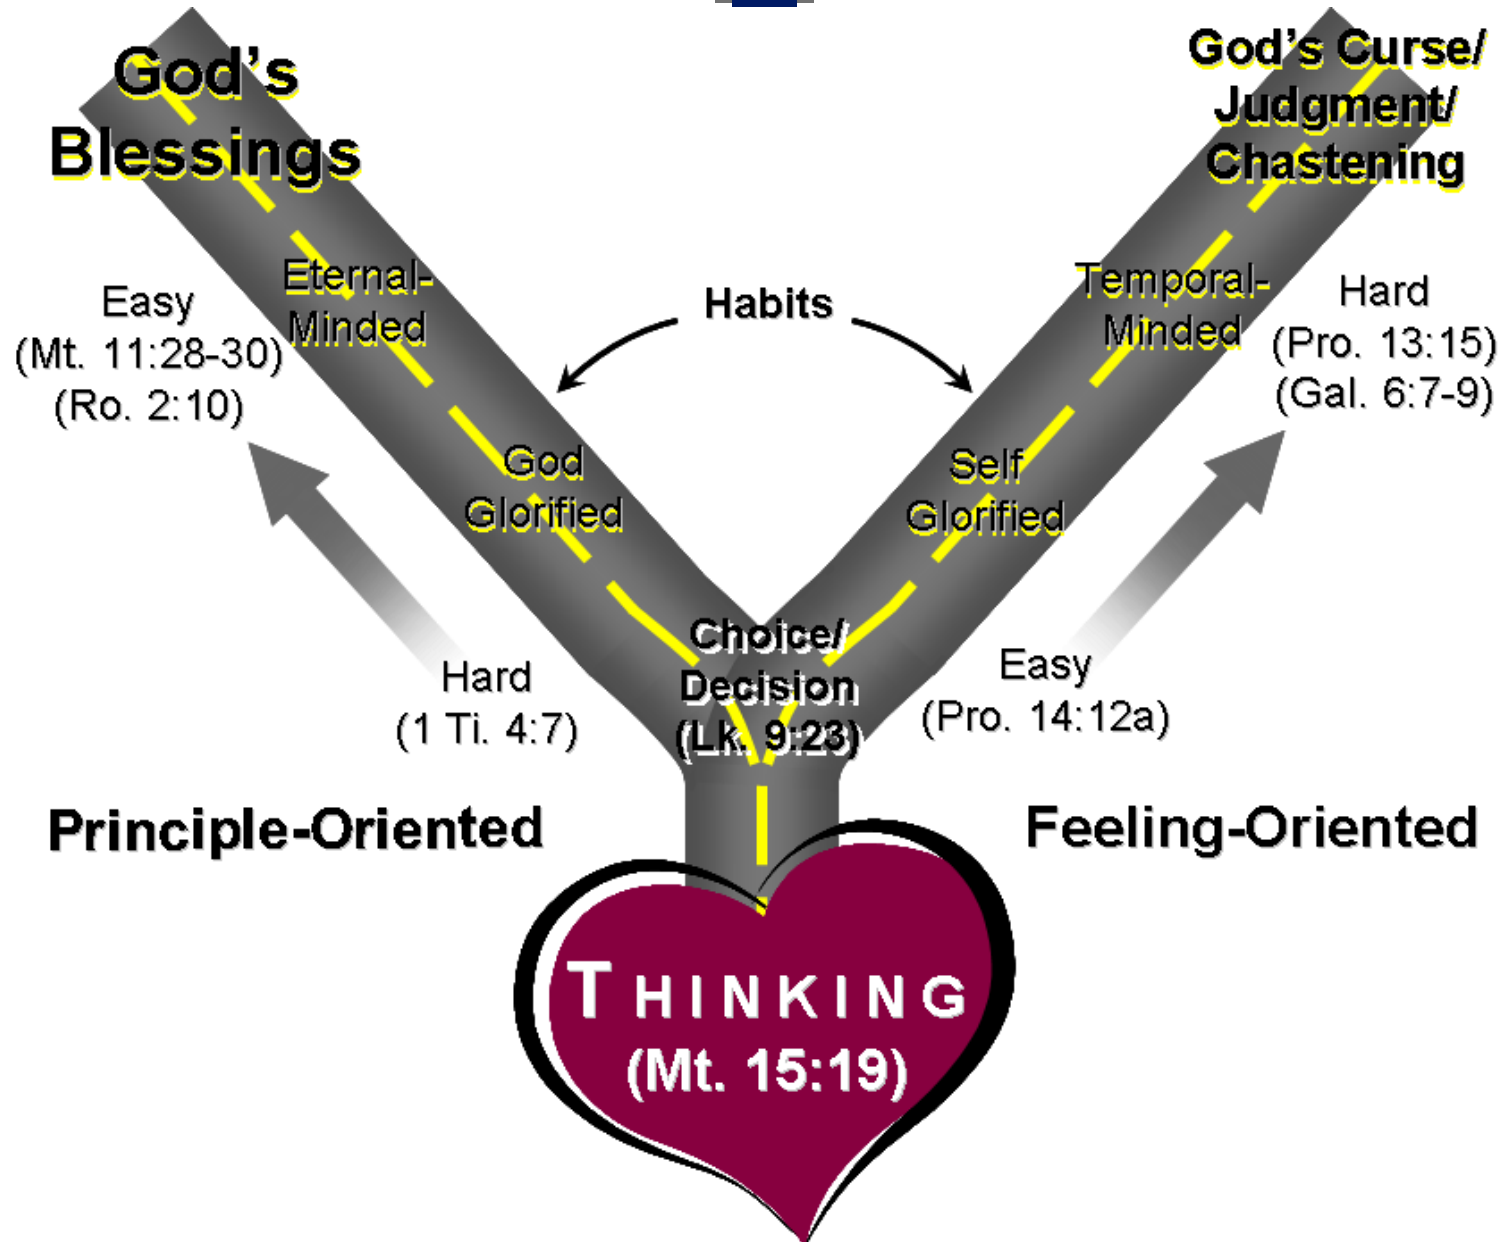 God's
Blessings
God's Curse/
Judgment/
Chastening
Eternal-
Minded
Easy
(Mt. 11:28-30)
(Ro. 2:10)
Habits
Temporal-
Minded
Hard
(Pro. 13:15)
(Gal. 6:7-9)
God
Glorified
Self
Glorified
Choice/
Decision
(Lk. 9:23)
Hard
(1 Ti. 4:7)
Easy
(Pro. 14:12a)
Principle-Oriented
Feeling-Oriented
THINKING
(Mt. 15:19)